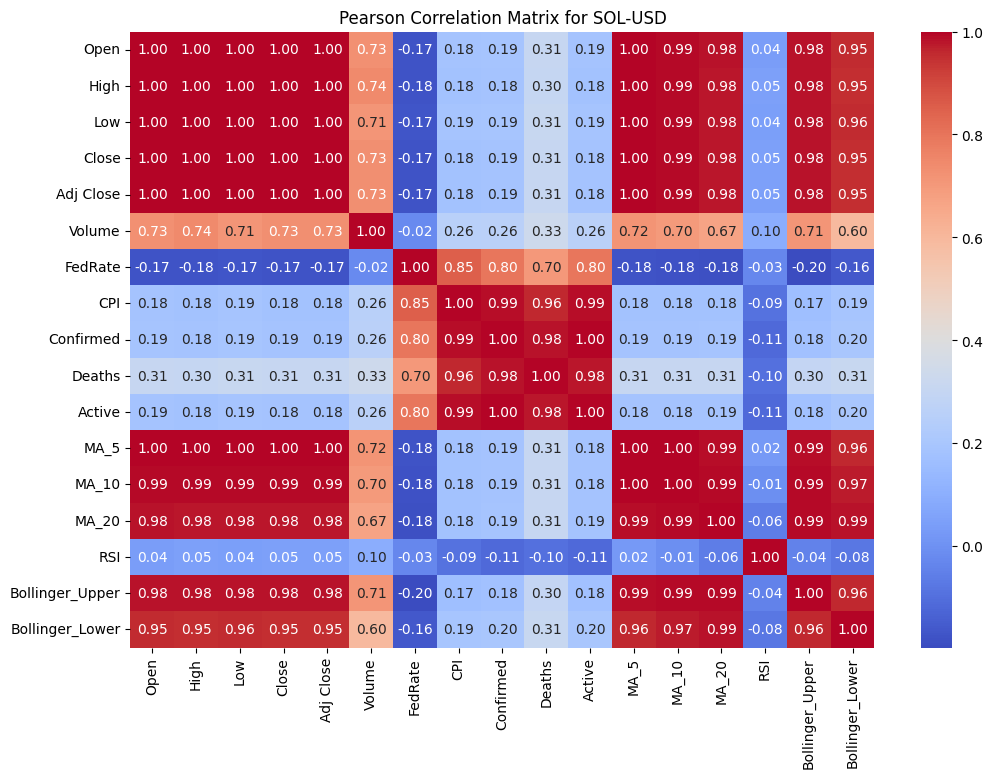 Pearson Correlation Matrix for SOL-USD
Open 1.00 1.00 1.00 1.00 1.00 0.73 -0.17 0.18 0.19 0.31 0.19 1.00 0.99 0.98 0.04 0.98 0.95
High 1.00 1.00 1.00 1.00 1.00 0.74 -0.18 0.18 0.18 0.30 0.18 1.00 0.99 0.98 0.05 0.98 0.95
Low 1.00 1.00 1.00 1.00 1.00 0.71 -0.17 0.19 0.19 0.31 0.19 1.00 0.99 0.98 0.04 0.98 0.96
Close 1.00 1.00 1.00 1.00 1.00 0.73 -0.17 0.18 0.19 0.31 0.18 1.00 0.99 0.98 0.05 0.98 0.95
Adj Close 1.00 1.00 1.00 1.00 1.00 0.73 -0.17 0.18 0.19 0.31 0.18 1.00 0.99 0.98 0.05 0.98 0.95
Volume 0.73 0.74 0.71 0.73 0.73 1.00 -0.02 0.26 0.26 0.33 0.26 0.72 0.70 0.67 0.10 0.71 0.60
FedRate -0.17 -0.18 -0.17 -0.17 -0.17 -0.02 1.00 0.85 0.80 0.70 0.80 -0.18 -0.18 -0.18 -0.03 -0.20 -0.16
CPI 0.18 0.18 0.19 0.18 0.18 0.26 0.85 1.00 0.99 0.96 0.99 0.18 0.18 0.18 -0.09 0.17 0.19
Confirmed 0.19 0.18 0.19 0.19 0.19 0.26 0.80 0.99 1.00 0.98 1.00 0.19 0.19 0.19 -0.11 0.18 0.20
Deaths 0.31 0.30 0.31 0.31 0.31 0.33 0.70 0.96 0.98 1.00 0.98 0.31 0.31 0.31 -0.10 0.30 0.31
Active 0.19 0.18 0.19 0.18 0.18 0.26 0.80 0.99 1.00 0.98 1.00 0.18 0.18 0.19 -0.11 0.18 0.20
MA_5 1.00 1.00 1.00 1.00 1.00 0.72 -0.18 0.18 0.19 0.31 0.18 1.00 1.00 0.99 0.02 0.99 0.96
MA_10 0.99 0.99 0.99 0.99 0.99 0.70 -0.18 0.18 0.19 0.31 0.18 1.00 1.00 0.99 -0.01 0.99 0.97
MA_20 0.98 0.98 0.98 0.98 0.98 0.67 -0.18 0.18 0.19 0.31 0.19 0.99 0.99 1.00 -0.06 0.99 0.99
RSI 0.04 0.05 0.04 0.05 0.05 0.10 -0.03 -0.09 -0.11 -0.10 -0.11 0.02 -0.01 -0.06 1.00 -0.04 -0.08
Bollinger_Upper 0.98 0.98 0.98 0.98 0.98 0.71 -0.20 0.17 0.18 0.30 0.18 0.99 0.99 0.99 -0.04 1.00 0.96
Bollinger_Lower 0.95 0.95 0.96 0.95 0.95 0.60 -0.16 0.19 0.20 0.31 0.20 0.96 0.97 0.99 -0.08 0.96 1.00
Open High Low Close Adj Close Volume FedRate CPI Confirmed Deaths Active MA_5 MA_10 MA_20 RSI Bollinger_Upper Bollinger_Lower
1.0
0.8
0.6
0.4
0.2
0.0